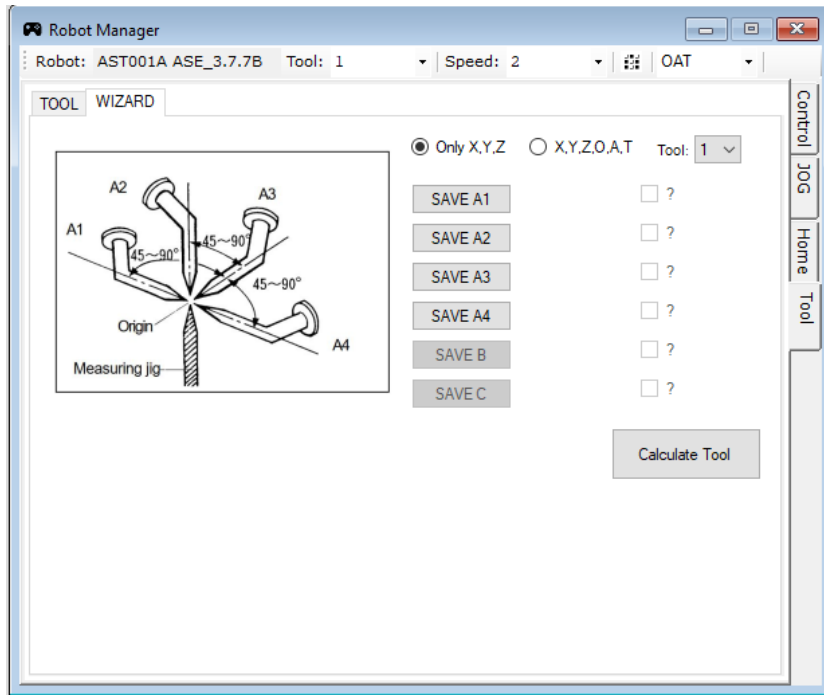 Robot Manager
Robot: AST001A ASE_3.7.7B Tool: 1 Speed: 2 OAT
TOOL WIZARD
Only X,Y,Z X,Y,Z,O,A,T Tool: 1
A2
A3
A1
45~90°
45~90°
45~90°
Origin
A4
Measuring jig
SAVE A1 ?
SAVE A2 ?
SAVE A3 ?
SAVE A4 ?
SAVE B ?
SAVE C ?
Calculate Tool
Control
JOG
Home
Tool